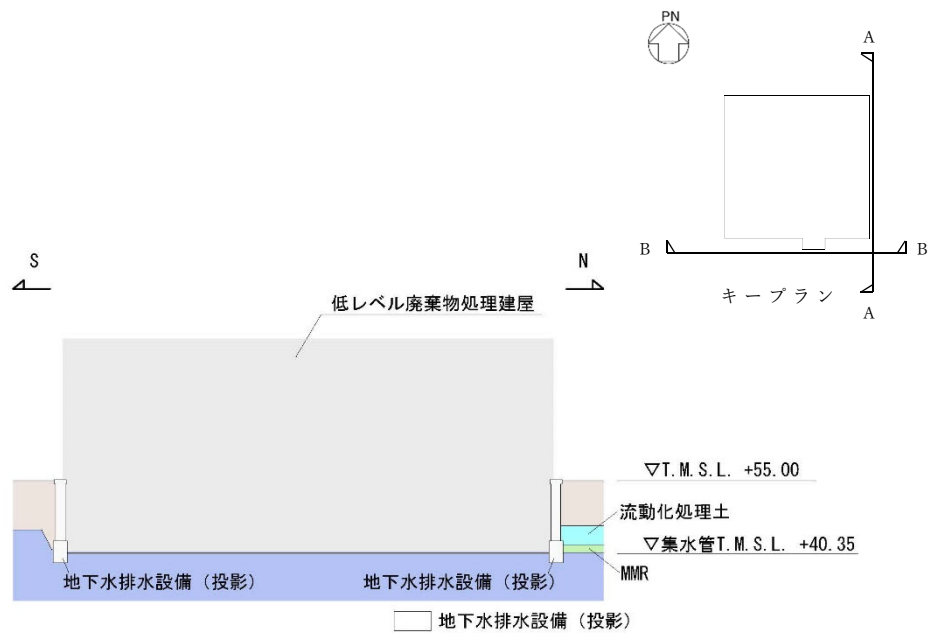 PN
A
B
B
キープラン
A
S
N
低レベル廃棄物処理建屋
▽T.M.S.L. +55.00
流動化処理土
▽集水管T.M.S.L. +40.35
MMR
地下水排水設備（投影）
地下水排水設備（投影）
地下水排水設備（投影）